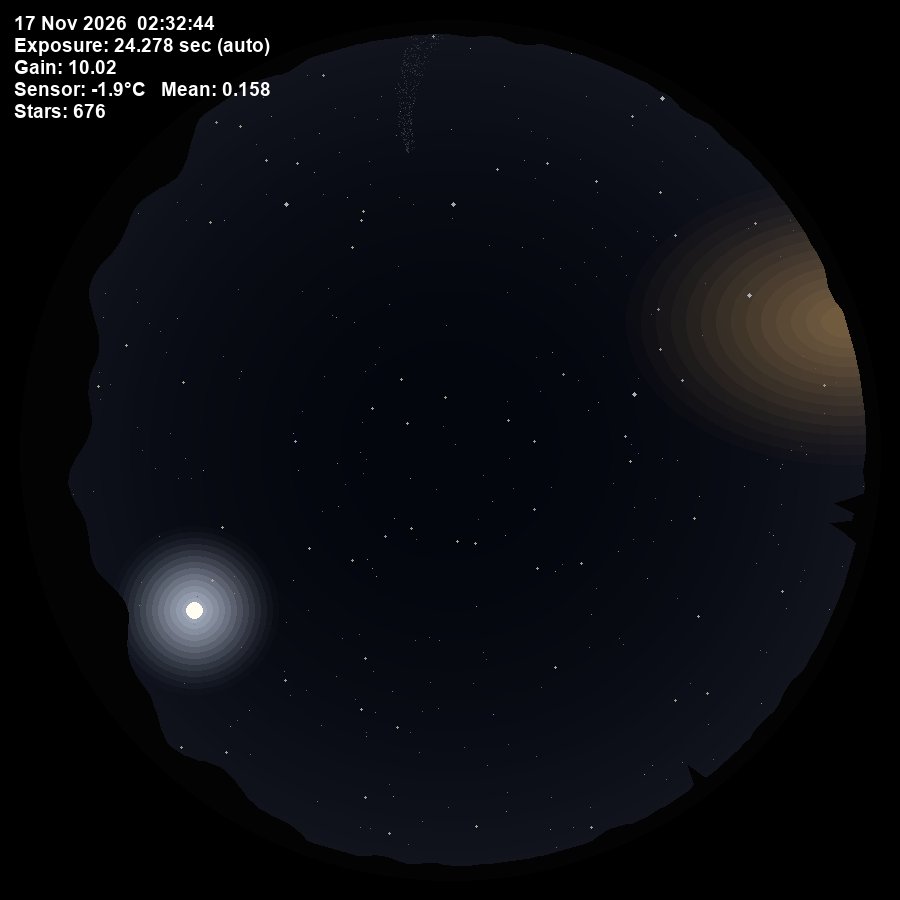 17 Nov 2026  02:32:44
Exposure: 24.278 sec (auto)
Gain: 10.02
Sensor: -1.9°C   Mean: 0.158
Stars: 676